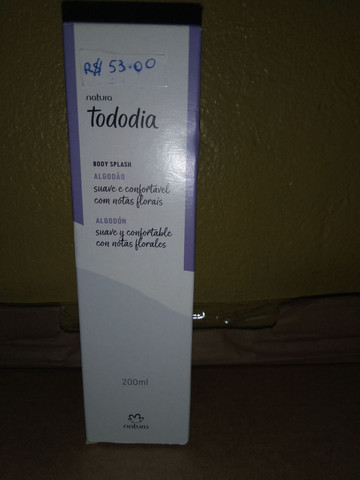 R$ 53.00
natura
tododia
BODY SPLASH
ALGODÃO
suave e confortável
com notas florais
ALGODÓN
suave y confortable
con notas florales
200ml
natura